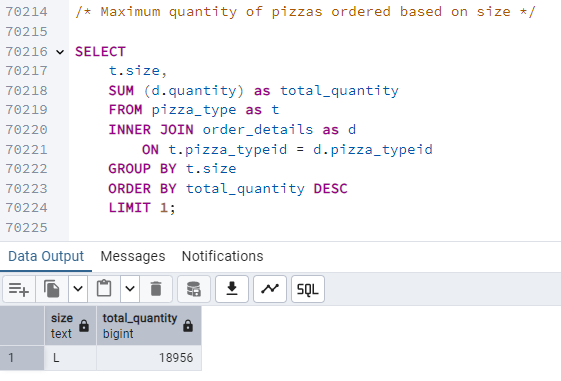 70214 /* Maximum quantity of pizzas ordered based on size */
70215
70216 SELECT
70217 t.size,
70218 SUM (d.quantity) as total_quantity
70219 FROM pizza_type as t
70220 INNER JOIN order_details as d
70221 ON t.pizza_typeid = d.pizza_typeid
70222 GROUP BY t.size
70223 ORDER BY total_quantity DESC
70224 LIMIT 1;
70225
Data Output Messages Notifications
SQL
size total_quantity
text bigint
1 L 18956